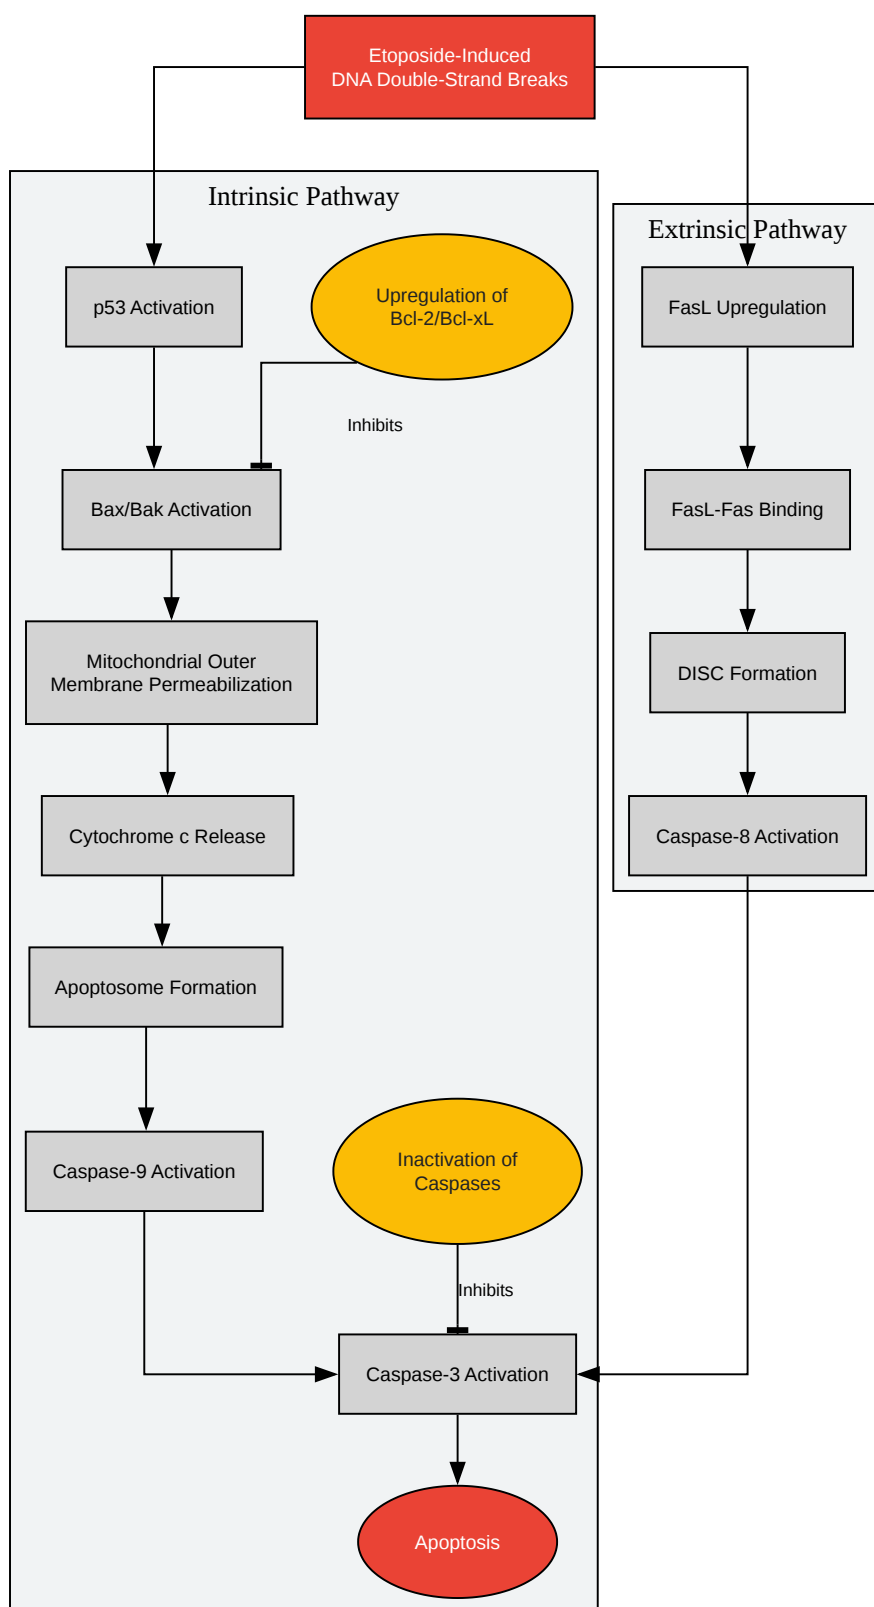 Etoposide-Induced
DNA Double-Strand Breaks
Intrinsic Pathway
Extrinsic Pathway
p53 Activation
Upregulation of
Bcl-2/Bcl-xL
FasL Upregulation
Inhibits
Bax/Bak Activation
FasL-Fas Binding
Mitochondrial Outer
Membrane Permeabilization
DISC Formation
Cytochrome c Release
Caspase-8 Activation
Apoptosome Formation
Caspase-9 Activation
Inactivation of
Caspases
Inhibits
Caspase-3 Activation
Apoptosis